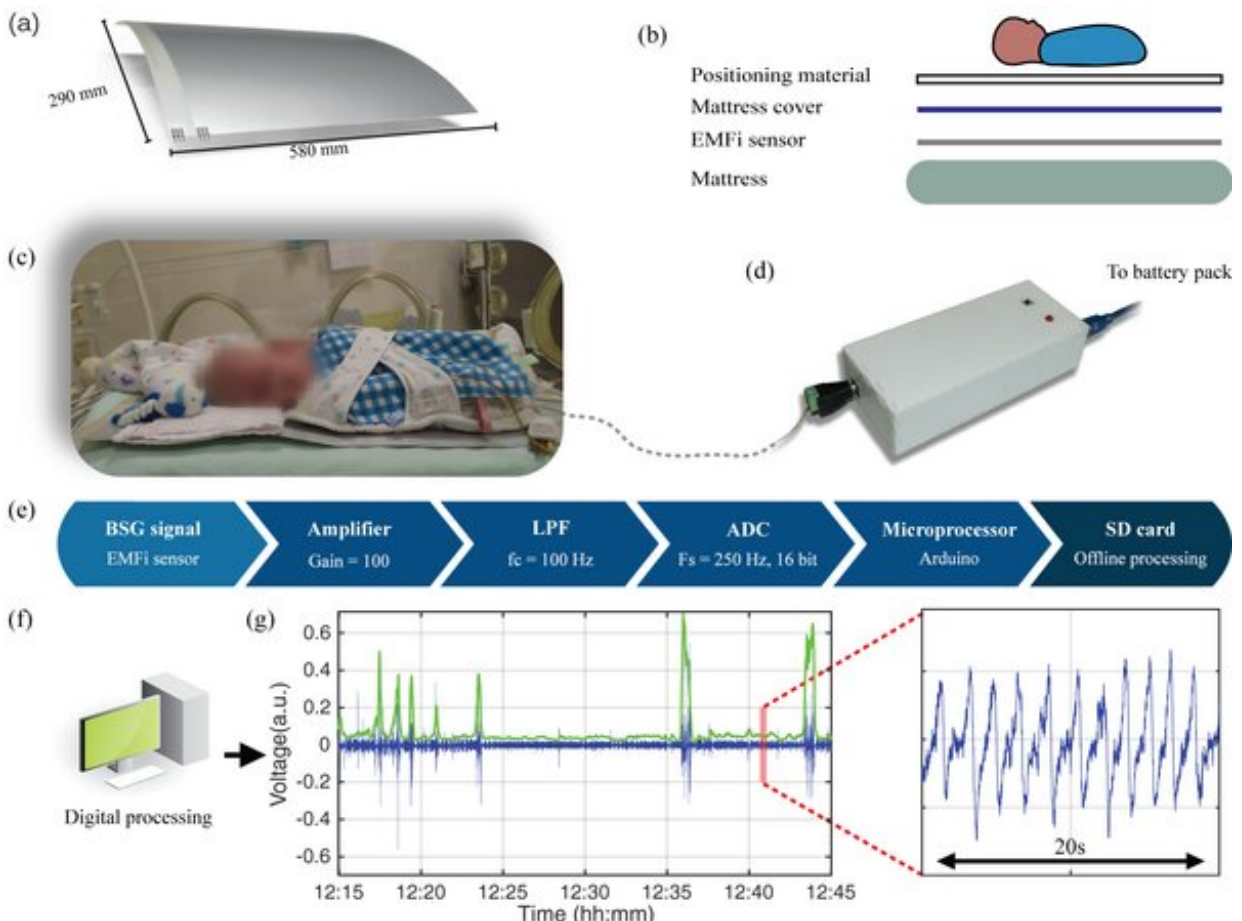 (a)
290 mm
580 mm
(b)
Positioning material
Mattress cover
EMFi sensor
Mattress
(c)
(d)
To battery pack
(e)
BSG signal
EMFi sensor
Amplifier
Gain = 100
LPF
fc = 100 Hz
ADC
Fs = 250 Hz, 16 bit
Microprocessor
Arduino
SD card
Offline processing
(f)
Digital processing
(g)
Voltage(a.u.)
0.6
0.4
0.2
0
-0.2
-0.4
-0.6
12:15
12:20
12:25
12:30
12:35
12:40
12:45
Time (hh:mm)
20s